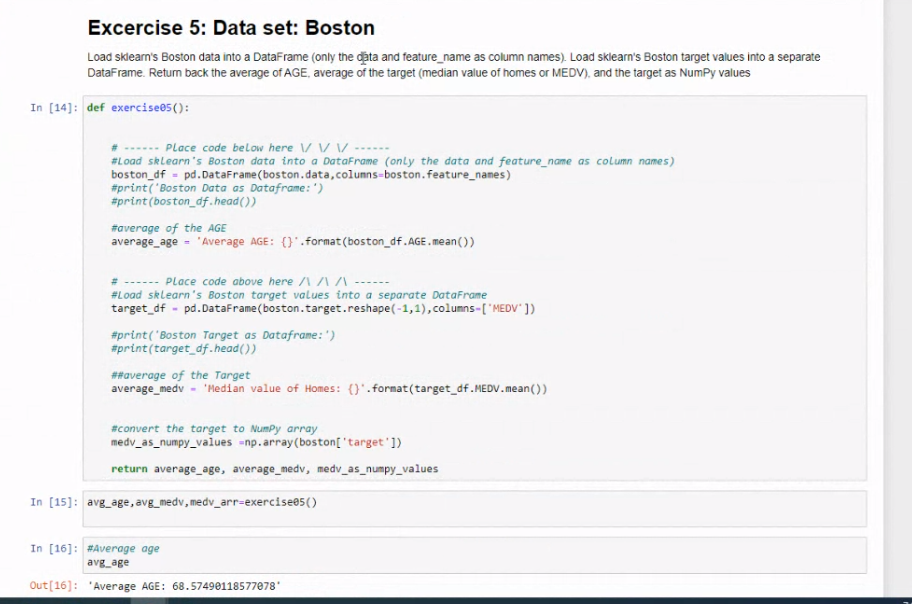 Excercise 5: Data set: Boston
Load sklearn's Boston data into a DataFrame (only the data and feature_name as column names). Load sklearn's Boston target values into a separate
DataFrame. Return back the average of AGE, average of the target (median value of homes or MEDV), and the target as NumPy values
In [14]: def exercise05():
# ------ Place code below here \/ \/ \/ ------
#Load sklearn's Boston data into a DataFrame (only the data and feature_name as column names)
boston_df = pd.DataFrame(boston.data,columns=boston.feature_names)
#print('Boston Data as Dataframe:')
#print(boston_df.head())
#average of the AGE
average_age = 'Average AGE: {}'.format(boston_df.AGE.mean())
# ------ Place code above here /\ /\ /\ ------
#Load sklearn's Boston target values into a separate DataFrame
target_df = pd.DataFrame(boston.target.reshape(-1,1),columns=['MEDV'])
#print('Boston Target as Dataframe:')
#print(target_df.head())
##average of the Target
average_medv = 'Median value of Homes: {}'.format(target_df.MEDV.mean())
#convert the target to NumPy array
medv_as_numpy_values =np.array(boston['target'])
return average_age, average_medv, medv_as_numpy_values
In [15]: avg_age,avg_medv,medv_arr=exercise05()
In [16]: #Average age
avg_age
Out[16]: 'Average AGE: 68.57490118577078'